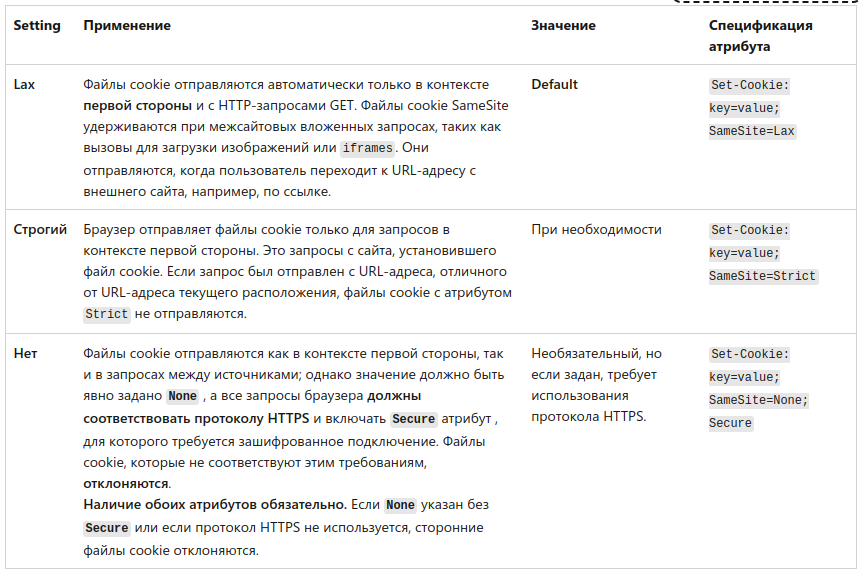 Setting Применение Значение Спецификация
атрибута
Lax Файлы cookie отправляются автоматически только в контексте Default Set-Cookie:
первой стороны и с HTTP-запросами GET. Файлы cookie SameSite key=value;
удерживаются при межсайтовых вложенных запросах, таких как SameSite=Lax
вызовы для загрузки изображений или iframes. Они
отправляются, когда пользователь переходит к URL-адресу с
внешнего сайта, например, по ссылке.
Строгий Браузер отправляет файлы cookie только для запросов в При необходимости Set-Cookie:
контексте первой стороны. Это запросы с сайта, установившего key=value;
файл cookie. Если запрос был отправлен с URL-адреса, отличного SameSite=Strict
от URL-адреса текущего расположения, файлы cookie с атрибутом
Strict не отправляются.
Нет Файлы cookie отправляются как в контексте первой стороны, так Необязательный, но Set-Cookie:
и в запросах между источниками; однако значение должно быть если задан, требует key=value;
явно задано None , а все запросы браузера должны использования SameSite=None;
соответствовать протоколу HTTPS и включать Secure атрибут , протокола HTTPS. Secure
для которого требуется зашифрованное подключение. Файлы
cookie, которые не соответствуют этим требованиям,
отклоняются.
Наличие обоих атрибутов обязательно. Если None указан без
Secure или если протокол HTTPS не используется, сторонние
файлы cookie отклоняются.